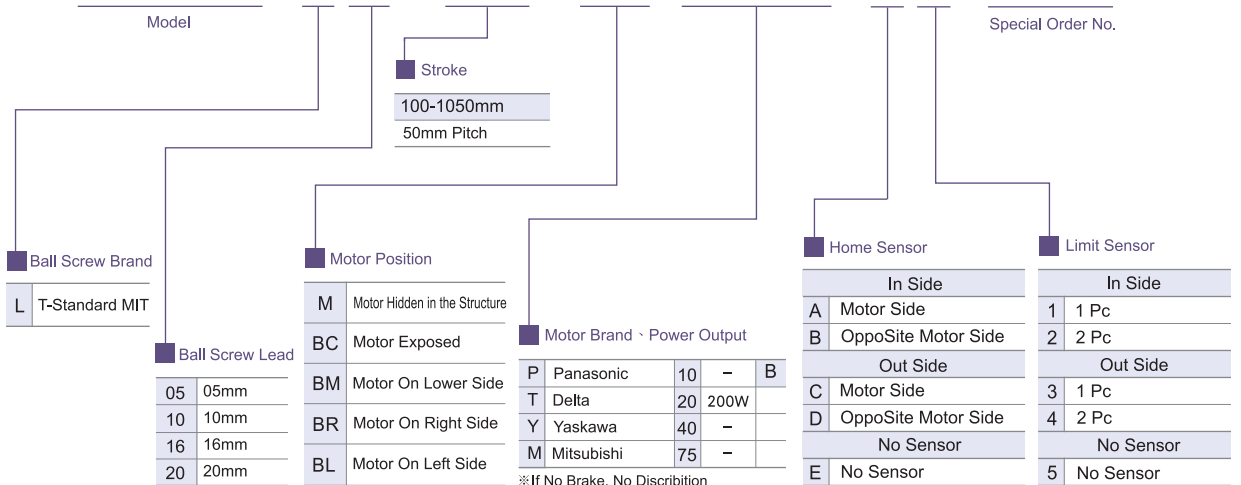 Model
Special Order No.
Stroke
100-1050mm
50mm Pitch
Ball Screw Brand
L T-Standard MIT
Ball Screw Lead
05 05mm
10 10mm
16 16mm
20 20mm
Motor Position
M Motor Hidden in the Structure
BC Motor Exposed
BM Motor On Lower Side
BR Motor On Right Side
BL Motor On Left Side
Motor Brand、Power Output
P Panasonic 10 – B
T Delta 20 200W
Y Yaskawa 40 –
M Mitsubishi 75 –
※If No Brake, No Discribition
Home Sensor
In Side
A Motor Side
B OppoSite Motor Side
Out Side
C Motor Side
D OppoSite Motor Side
No Sensor
E No Sensor
Limit Sensor
In Side
1 1 Pc
2 2 Pc
Out Side
3 1 Pc
4 2 Pc
No Sensor
5 No Sensor